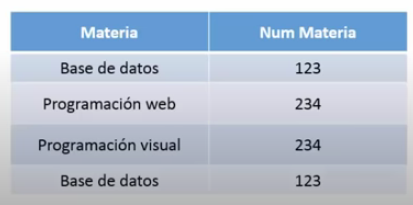 Materia Num Materia
Base de datos 123
Programación web 234
Programación visual 234
Base de datos 123